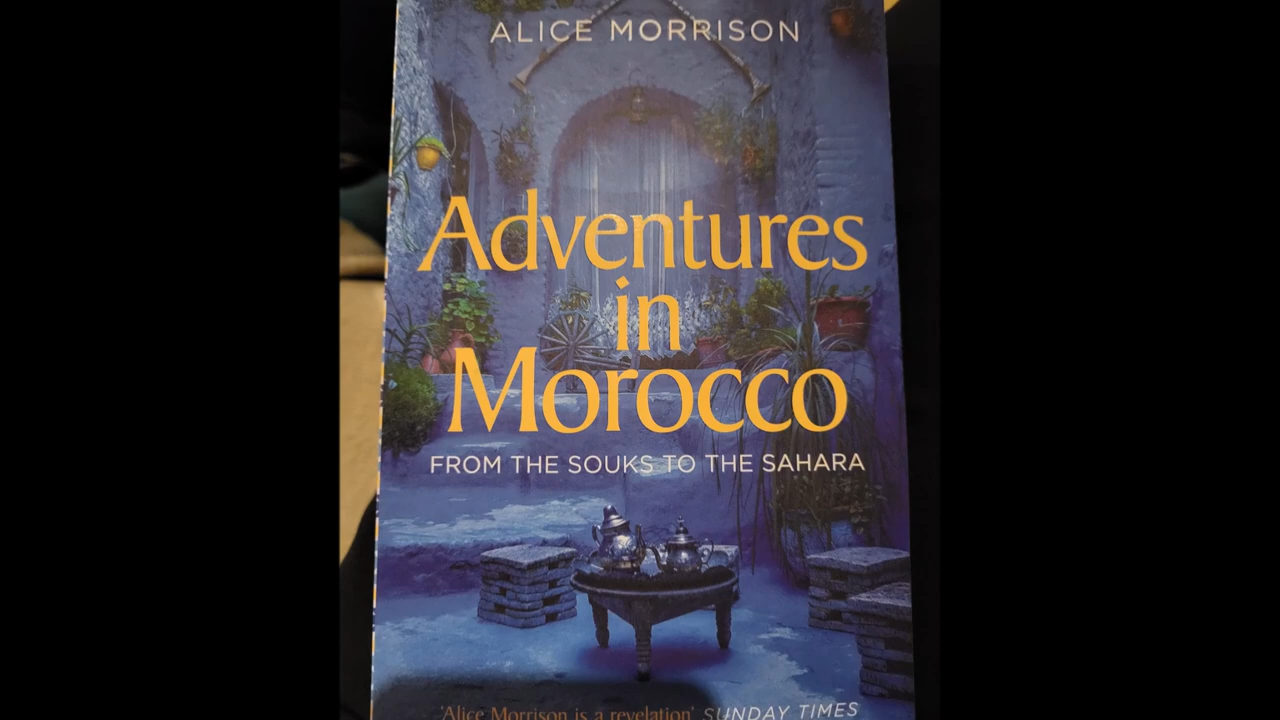 ALICE MORRISON
Adventures
in
Morocco
FROM THE SOUKS TO THE SAHARA
'Alice Morrison is a revelation' SUNDAY TIMES